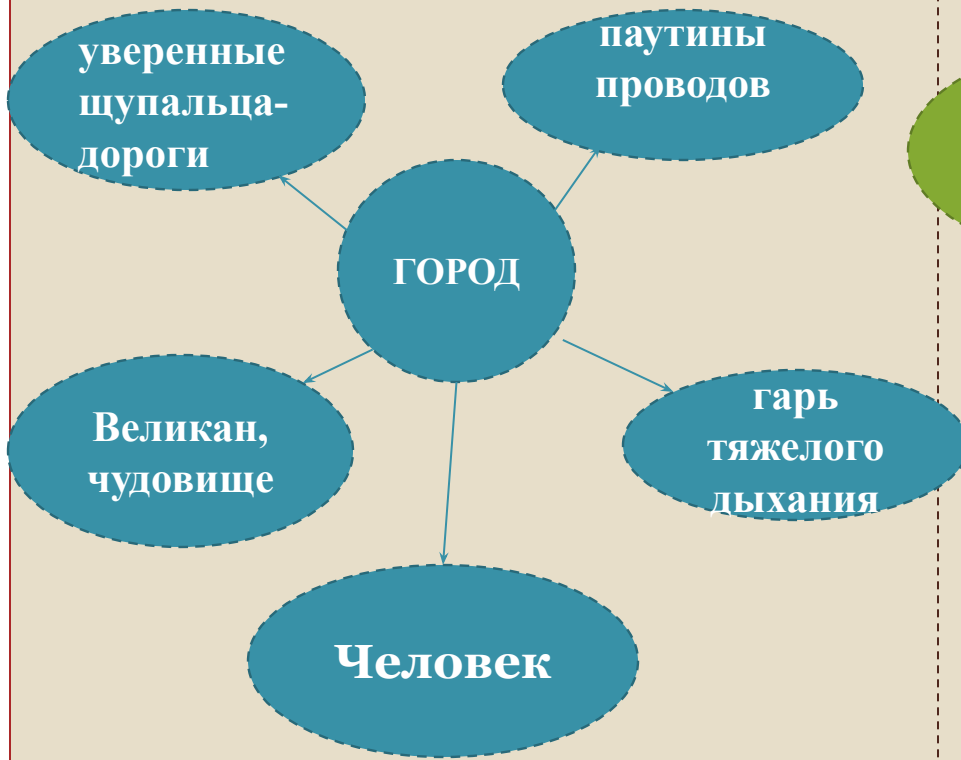 уверенные
щупальца-
дороги
паутины
проводов
ГОРОД
Великан,
чудовище
гарь
тяжелого
дыхания
Человек